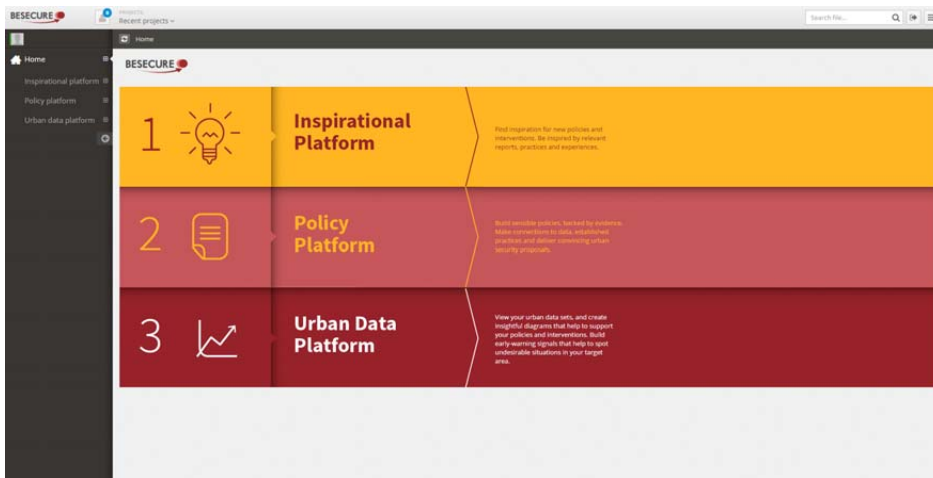 BESECURE
PROJECTS
Recent projects
Search file...
Home
Home
Inspirational platform
Policy platform
Urban data platform
BESECURE
1
Inspirational
Platform
Find inspiration for new policies and
interventions. Be inspired by relevant
reports, practices and experiences.
2
Policy
Platform
Build sensible policies, backed by evidence.
Make connections to data, established
practices and deliver convincing urban
security proposals.
3
Urban Data
Platform
View your urban data sets, and create
insightful diagrams that help to support
your policies and interventions. Build
early-warning signals that help to spot
undesirable situations in your target
area.